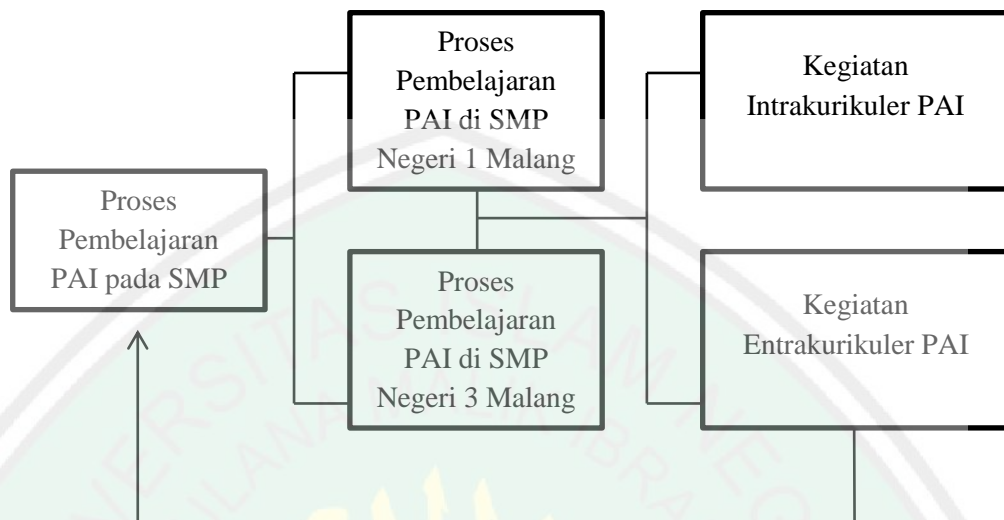 Proses
Pembelajaran
PAI pada SMP
Proses
Pembelajaran
PAI di SMP
Negeri 1 Malang
Proses
Pembelajaran
PAI di SMP
Negeri 3 Malang
Kegiatan
Intrakurikuler PAI
Kegiatan
Entrakurikuler PAI